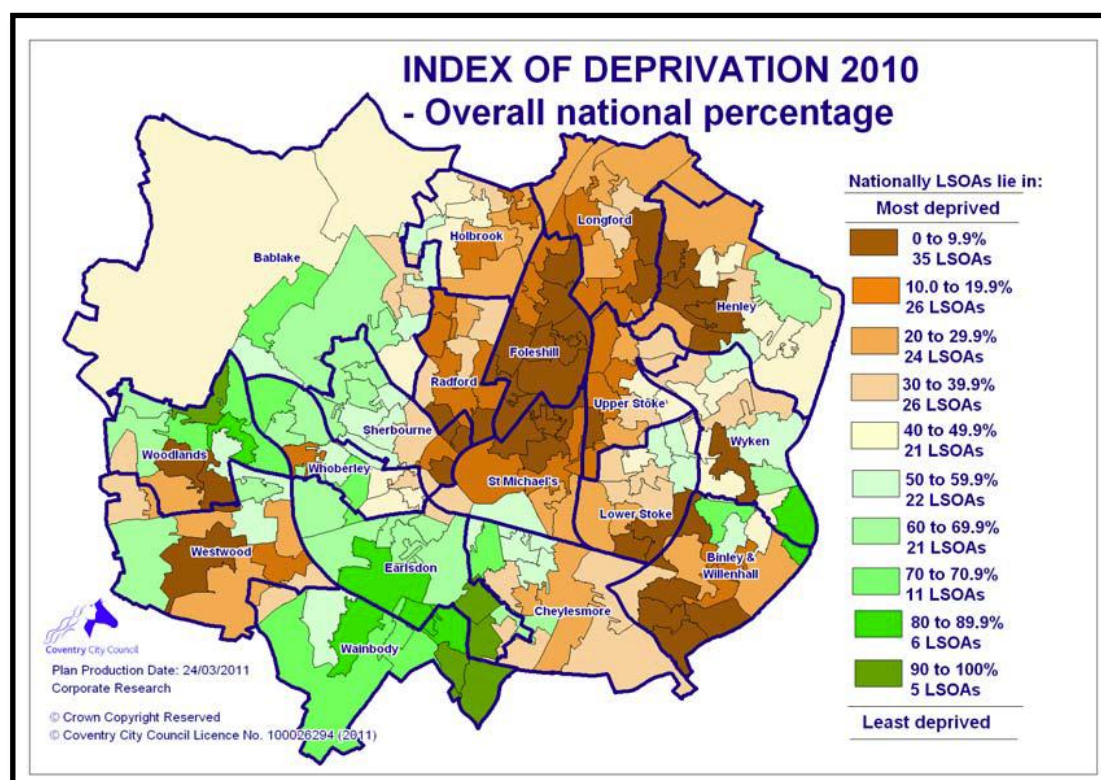 INDEX OF DEPRIVATION 2010
- Overall national percentage
Nationally LSOAs lie in:
Most deprived
0 to 9.9%
35 LSOAs
10.0 to 19.9%
26 LSOAs
20 to 29.9%
24 LSOAs
30 to 39.9%
26 LSOAs
40 to 49.9%
21 LSOAs
50 to 59.9%
22 LSOAs
60 to 69.9%
21 LSOAs
70 to 70.9%
11 LSOAs
80 to 89.9%
6 LSOAs
90 to 100%
5 LSOAs
Least deprived
Longford
Holbrook
Bablake
Henley
Foleshill
Radford
Upper Stoke
Sherbourne
Wyken
Woodlands
Whoberley
St Michael's
Lower Stoke
Westwood
Binley &
Willenhall
Earlsdon
Cheylesmore
Wainbody
Coventry City Council
Plan Production Date: 24/03/2011
Corporate Research
© Crown Copyright Reserved
© Coventry City Council Licence No. 100026294 (2011)